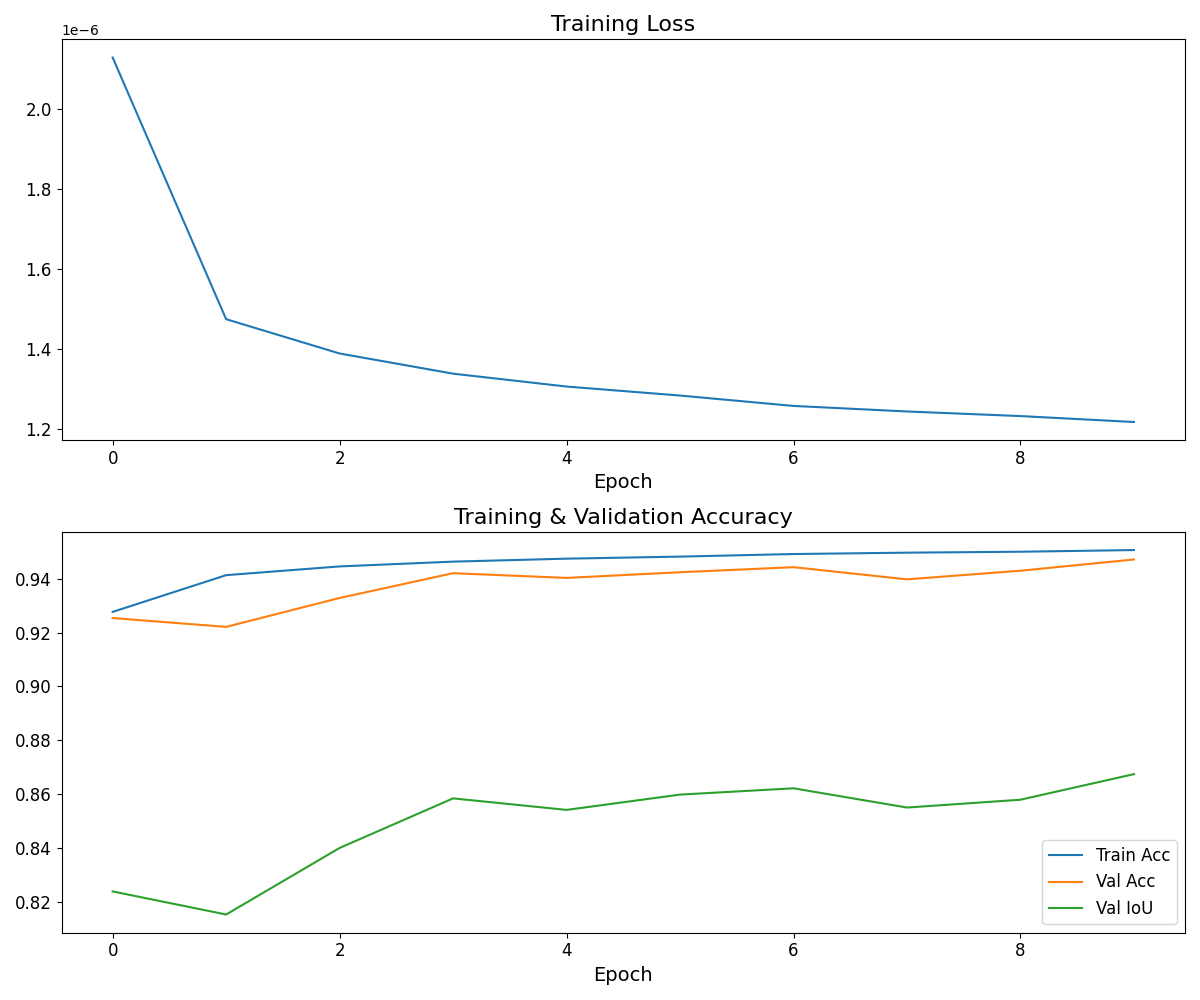 Training Loss
1e−6
2.0
1.8
1.6
1.4
1.2
0 2 4 6 8
Epoch
Training & Validation Accuracy
0.94
0.92
0.90
0.88
0.86
0.84
0.82
Train Acc
Val Acc
Val IoU
0 2 4 6 8
Epoch